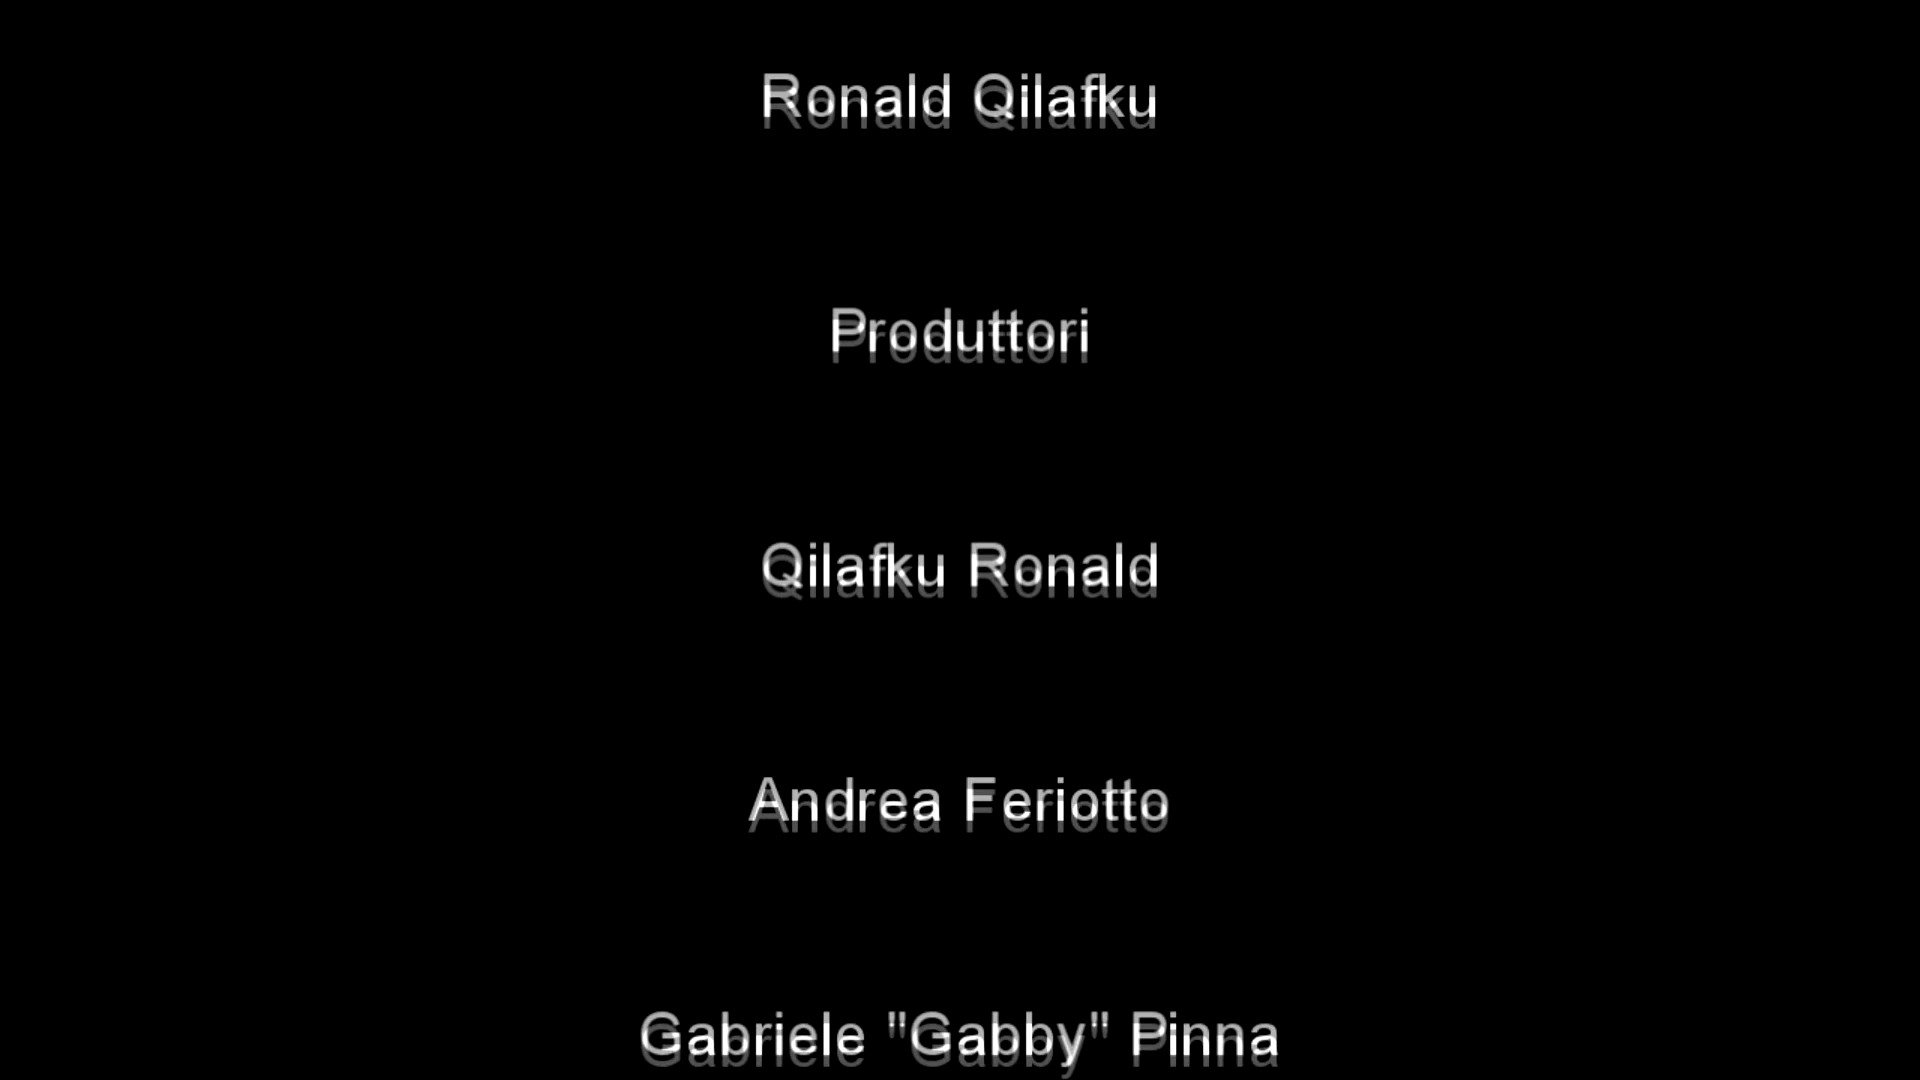 Ronald Qilafku
Produttori
Qilafku Ronald
Andrea Feriotto
Gabriele "Gabby" Pinna